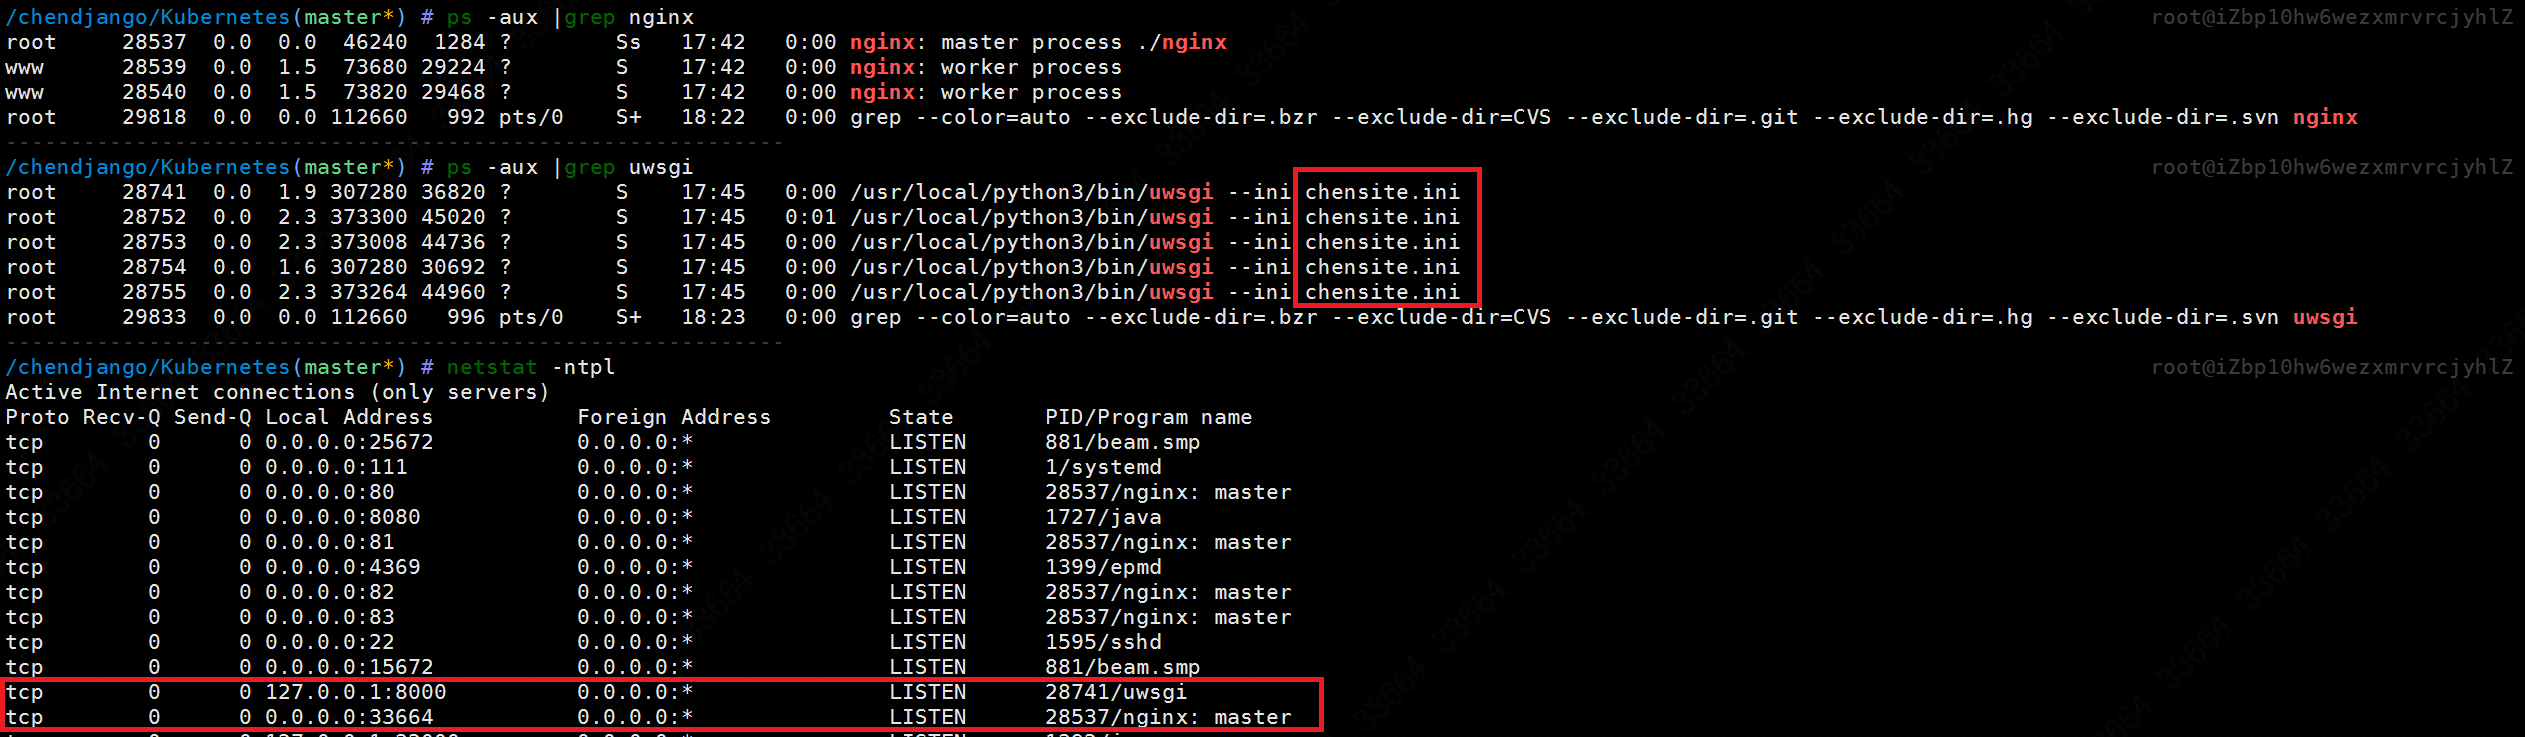 /chendjango/Kubernetes(master*) # ps -aux |grep nginx root@iZbp10hw6wezxmrvrcjyhlZ
root 28537 0.0 0.0 46240 1284 ? Ss 17:42 0:00 nginx: master process ./nginx
www 28539 0.0 1.5 73680 29224 ? S 17:42 0:00 nginx: worker process
www 28540 0.0 1.5 73820 29468 ? S 17:42 0:00 nginx: worker process
root 29818 0.0 0.0 112660 992 pts/0 S+ 18:22 0:00 grep --color=auto --exclude-dir=.bzr --exclude-dir=CVS --exclude-dir=.git --exclude-dir=.hg --exclude-dir=.svn nginx
------------------------------------------------------------
/chendjango/Kubernetes(master*) # ps -aux |grep uwsgi root@iZbp10hw6wezxmrvrcjyhlZ
root 28741 0.0 1.9 307280 36820 ? S 17:45 0:00 /usr/local/python3/bin/uwsgi --ini chensite.ini
root 28752 0.0 2.3 373300 45020 ? S 17:45 0:01 /usr/local/python3/bin/uwsgi --ini chensite.ini
root 28753 0.0 2.3 373008 44736 ? S 17:45 0:00 /usr/local/python3/bin/uwsgi --ini chensite.ini
root 28754 0.0 1.6 307280 30692 ? S 17:45 0:00 /usr/local/python3/bin/uwsgi --ini chensite.ini
root 28755 0.0 2.3 373264 44960 ? S 17:45 0:00 /usr/local/python3/bin/uwsgi --ini chensite.ini
root 29833 0.0 0.0 112660 996 pts/0 S+ 18:23 0:00 grep --color=auto --exclude-dir=.bzr --exclude-dir=CVS --exclude-dir=.git --exclude-dir=.hg --exclude-dir=.svn uwsgi
------------------------------------------------------------
/chendjango/Kubernetes(master*) # netstat -ntpl root@iZbp10hw6wezxmrvrcjyhlZ
Active Internet connections (only servers)
Proto Recv-Q Send-Q Local Address Foreign Address State PID/Program name
tcp 0 0 0.0.0.0:25672 0.0.0.0:* LISTEN 881/beam.smp
tcp 0 0 0.0.0.0:111 0.0.0.0:* LISTEN 1/systemd
tcp 0 0 0.0.0.0:80 0.0.0.0:* LISTEN 28537/nginx: master
tcp 0 0 0.0.0.0:8080 0.0.0.0:* LISTEN 1727/java
tcp 0 0 0.0.0.0:81 0.0.0.0:* LISTEN 28537/nginx: master
tcp 0 0 0.0.0.0:4369 0.0.0.0:* LISTEN 1399/epmd
tcp 0 0 0.0.0.0:82 0.0.0.0:* LISTEN 28537/nginx: master
tcp 0 0 0.0.0.0:83 0.0.0.0:* LISTEN 28537/nginx: master
tcp 0 0 0.0.0.0:22 0.0.0.0:* LISTEN 1595/sshd
tcp 0 0 0.0.0.0:15672 0.0.0.0:* LISTEN 881/beam.smp
tcp 0 0 127.0.0.1:8000 0.0.0.0:* LISTEN 28741/uwsgi
tcp 0 0 0.0.0.0:33664 0.0.0.0:* LISTEN 28537/nginx: master